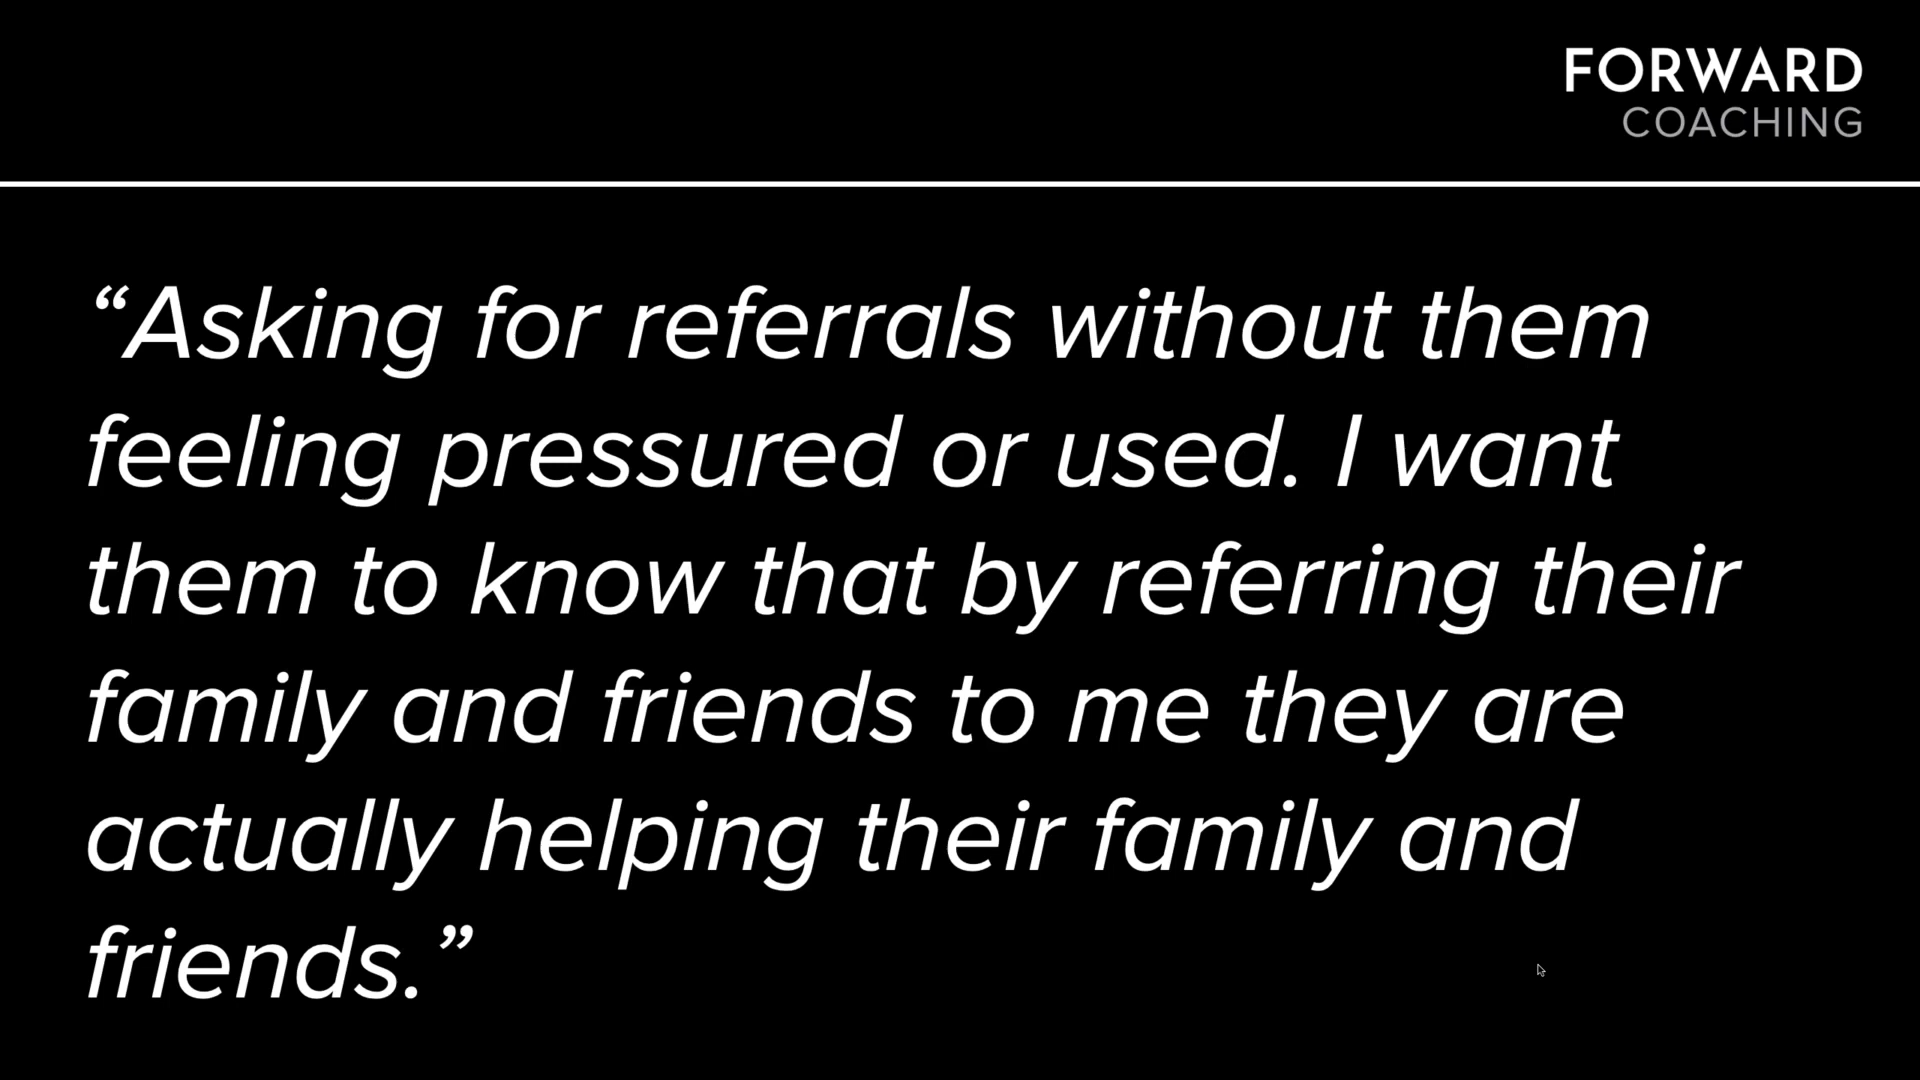 FORWARD
COACHING
“Asking for referrals without them
feeling pressured or used. I want
them to know that by referring their
family and friends to me they are
actually helping their family and
friends.”